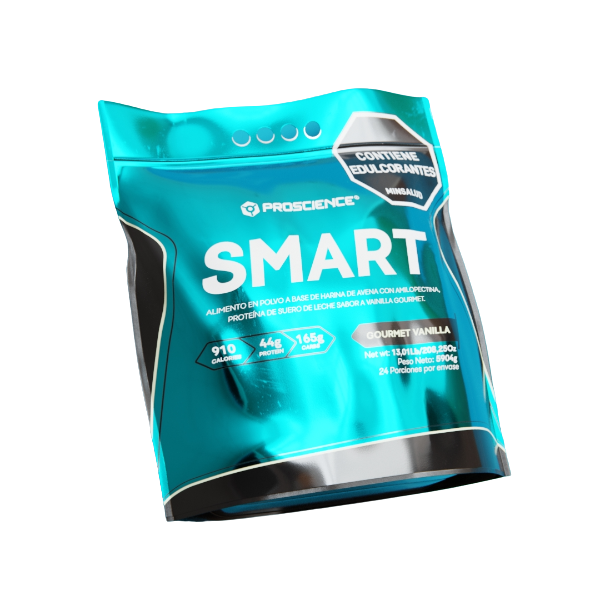 CONTIENE
EDULCORANTES
MINSALUD
PROSCIENCE®
SMART
ALIMENTO EN POLVO A BASE DE HARINA DE AVENA CON AMILOPECTINA,
PROTEÍNA DE SUERO DE LECHE SABOR A VAINILLA GOURMET.
910
CALORIES
44g
PROTEIN
165g
CARBS
GOURMET VANILLA
Net wt: 13,01Lb/208,25Oz
Peso Neto: 5904g
24 Porciones por envase